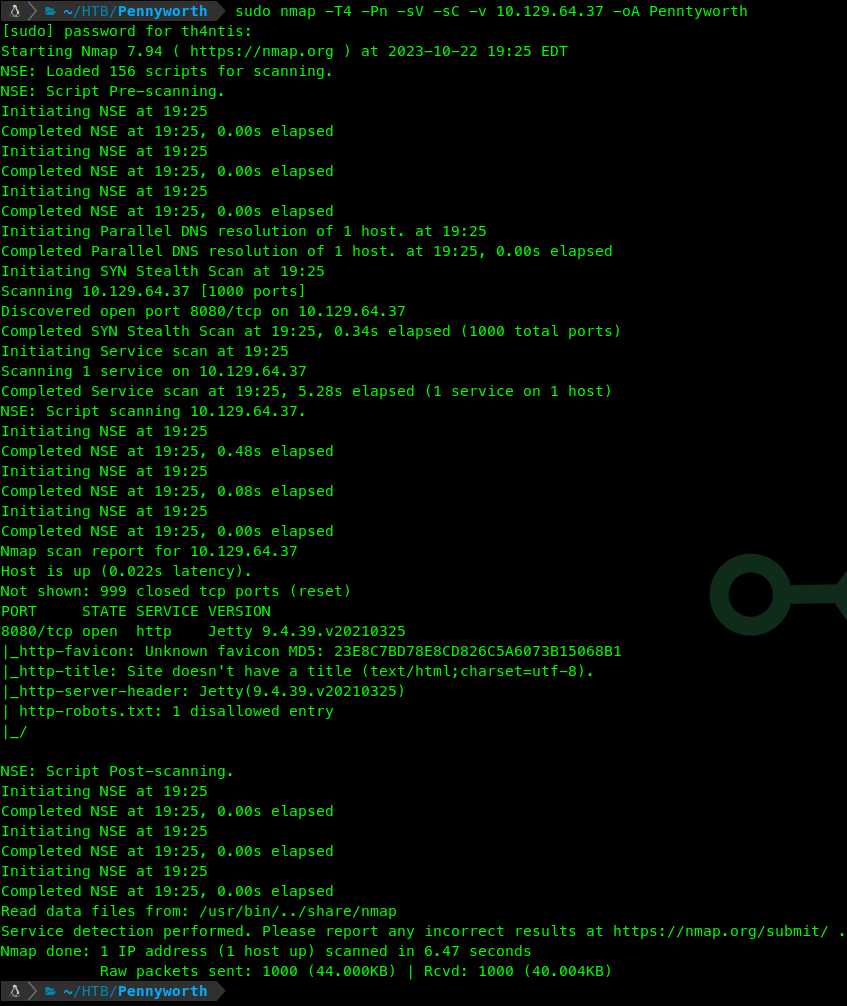 ~/HTB/Pennyworth sudo nmap -T4 -Pn -sV -sC -v 10.129.64.37 -oA Penntyworth
[sudo] password for th4ntis:
Starting Nmap 7.94 ( https://nmap.org ) at 2023-10-22 19:25 EDT
NSE: Loaded 156 scripts for scanning.
NSE: Script Pre-scanning.
Initiating NSE at 19:25
Completed NSE at 19:25, 0.00s elapsed
Initiating NSE at 19:25
Completed NSE at 19:25, 0.00s elapsed
Initiating NSE at 19:25
Completed NSE at 19:25, 0.00s elapsed
Initiating Parallel DNS resolution of 1 host. at 19:25
Completed Parallel DNS resolution of 1 host. at 19:25, 0.00s elapsed
Initiating SYN Stealth Scan at 19:25
Scanning 10.129.64.37 [1000 ports]
Discovered open port 8080/tcp on 10.129.64.37
Completed SYN Stealth Scan at 19:25, 0.34s elapsed (1000 total ports)
Initiating Service scan at 19:25
Scanning 1 service on 10.129.64.37
Completed Service scan at 19:25, 5.28s elapsed (1 service on 1 host)
NSE: Script scanning 10.129.64.37.
Initiating NSE at 19:25
Completed NSE at 19:25, 0.48s elapsed
Initiating NSE at 19:25
Completed NSE at 19:25, 0.08s elapsed
Initiating NSE at 19:25
Completed NSE at 19:25, 0.00s elapsed
Nmap scan report for 10.129.64.37
Host is up (0.022s latency).
Not shown: 999 closed tcp ports (reset)
PORT     STATE SERVICE VERSION
8080/tcp open  http    Jetty 9.4.39.v20210325
|_http-favicon: Unknown favicon MD5: 23E8C7BD78E8CD826C5A6073B15068B1
|_http-title: Site doesn't have a title (text/html;charset=utf-8).
|_http-server-header: Jetty(9.4.39.v20210325)
| http-robots.txt: 1 disallowed entry
|_/
NSE: Script Post-scanning.
Initiating NSE at 19:25
Completed NSE at 19:25, 0.00s elapsed
Initiating NSE at 19:25
Completed NSE at 19:25, 0.00s elapsed
Initiating NSE at 19:25
Completed NSE at 19:25, 0.00s elapsed
Read data files from: /usr/bin/../share/nmap
Service detection performed. Please report any incorrect results at https://nmap.org/submit/ .
Nmap done: 1 IP address (1 host up) scanned in 6.47 seconds
           Raw packets sent: 1000 (44.000KB) | Rcvd: 1000 (40.004KB)
~/HTB/Pennyworth